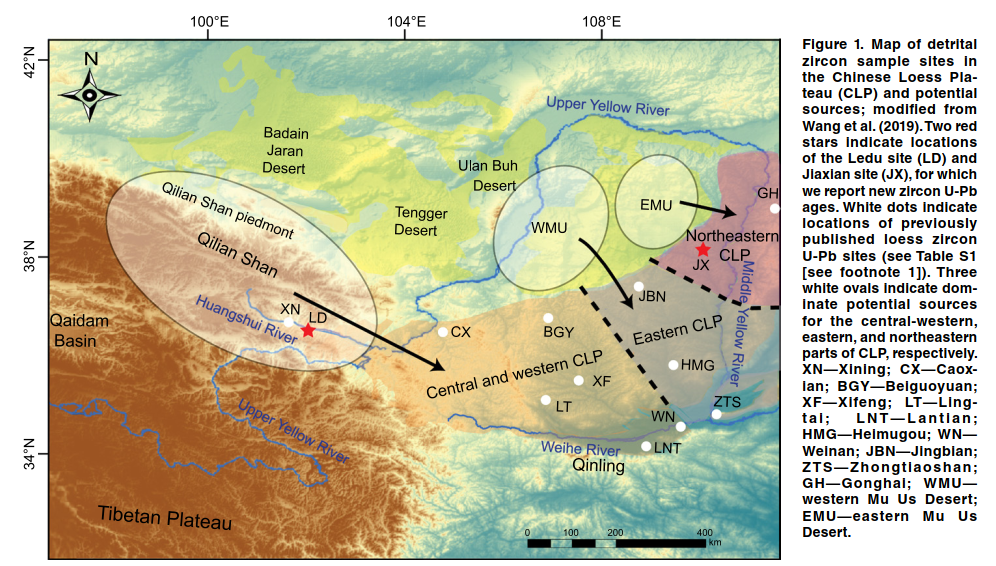 100°E
104°E
108°E
42°N
38°N
34°N
N
Upper Yellow River
Badain
Jaran
Desert
Ulan Buh
Desert
Tengger
Desert
Qilian Shan piedmont
Qilian Shan
WMU
EMU
GH
Northeastern
CLP
JX
Middle Yellow River
Huangshui River
XN
LD
Qaidam
Basin
CX
JBN
BGY
Eastern CLP
Central and western CLP
HMG
XF
LT
WN
ZTS
LNT
Upper Yellow River
Weihe River
Qinling
Tibetan Plateau
0
100
200
400
km
Figure 1. Map of detrital
zircon sample sites in
the Chinese Loess Pla-
teau (CLP) and potential
sources; modified from
Wang et al. (2019). Two red
stars indicate locations
of the Ledu site (LD) and
Jiaxian site (JX), for which
we report new zircon U-Pb
ages. White dots indicate
locations of previously
published loess zircon
U-Pb sites (see Table S1
[see footnote 1]). Three
white ovals indicate dom-
inate potential sources
for the central-western,
eastern, and northeastern
parts of CLP, respectively.
XN—Xining; CX—Caox-
ian; BGY—Beiguoyuan;
XF—Xifeng; LT—Ling-
tai; LNT—Lantian;
HMG—Heimugou; WN—
Weinan; JBN—Jingbian;
ZTS—Zhongtiaoshan;
GH—Gonghai; WMU—
western Mu Us Desert;
EMU—eastern Mu Us
Desert.